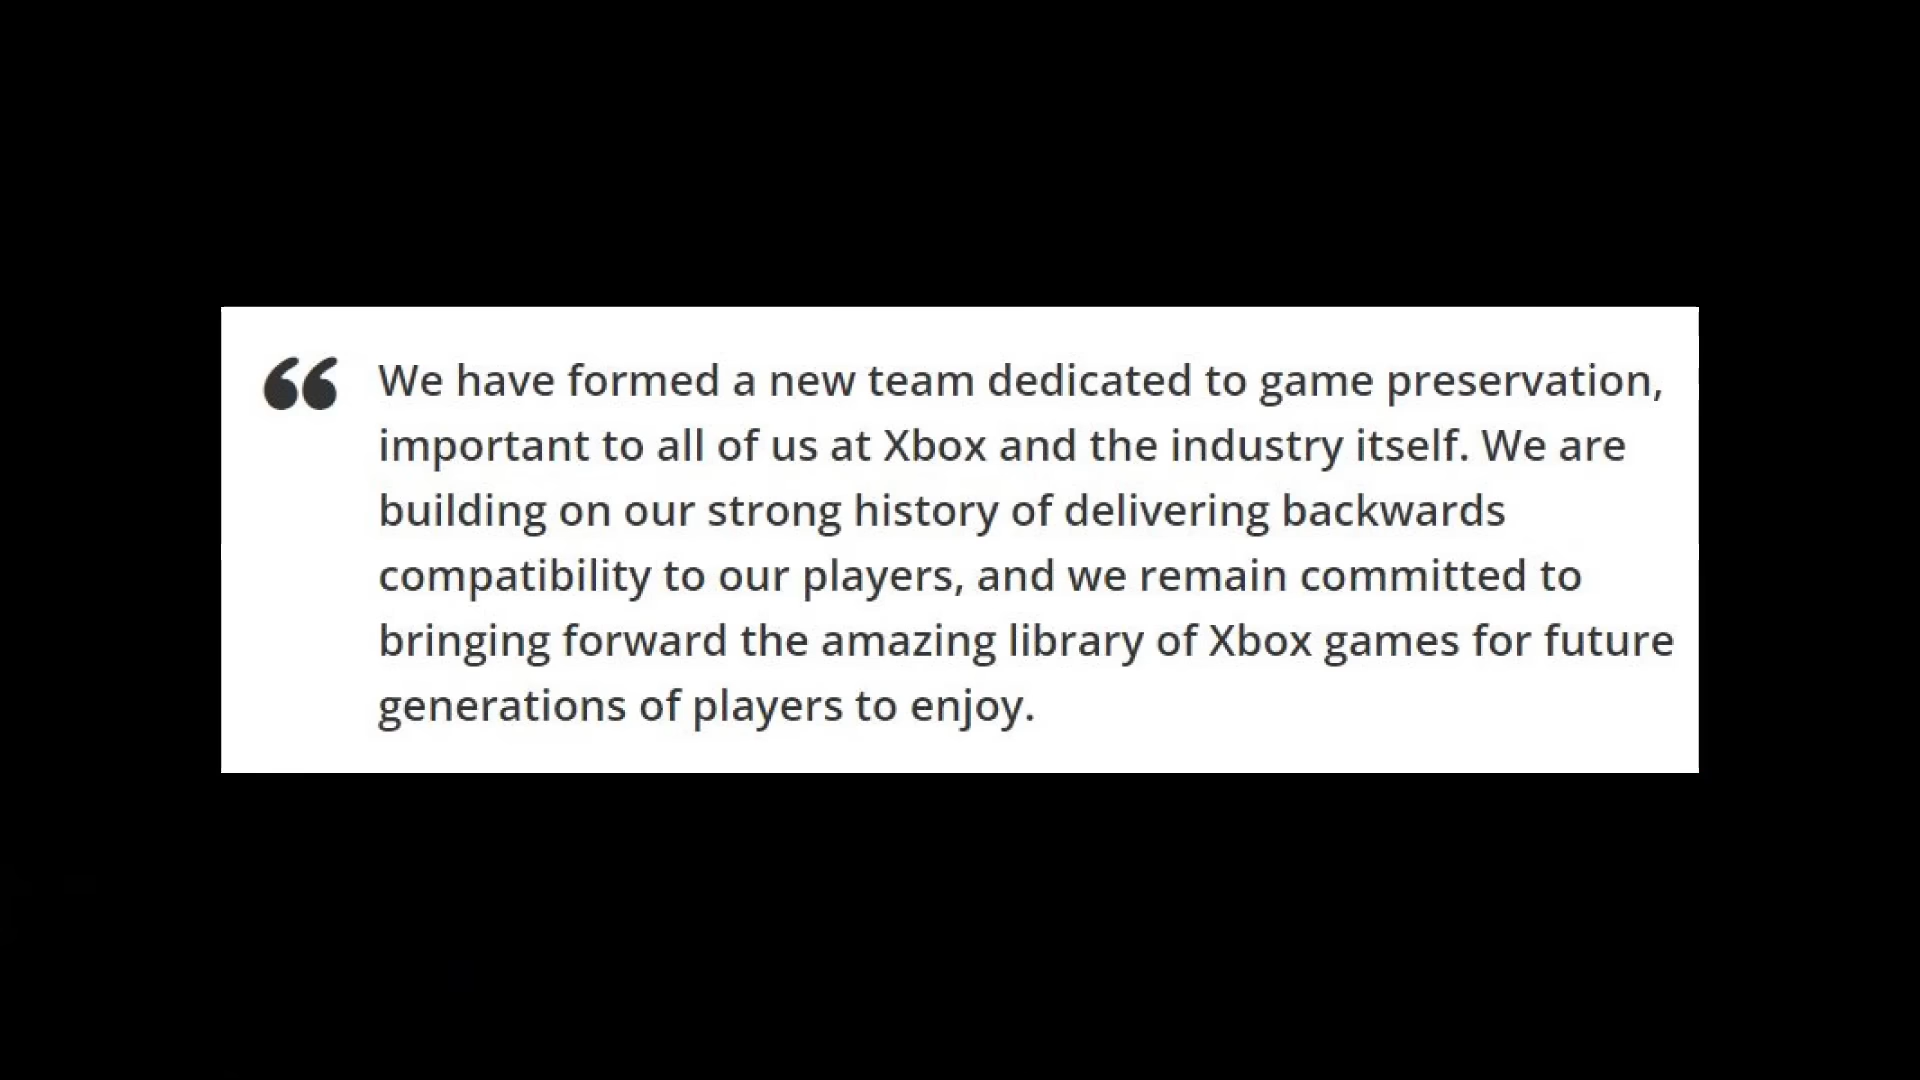 “ We have formed a new team dedicated to game preservation,
important to all of us at Xbox and the industry itself. We are
building on our strong history of delivering backwards
compatibility to our players, and we remain committed to
bringing forward the amazing library of Xbox games for future
generations of players to enjoy.